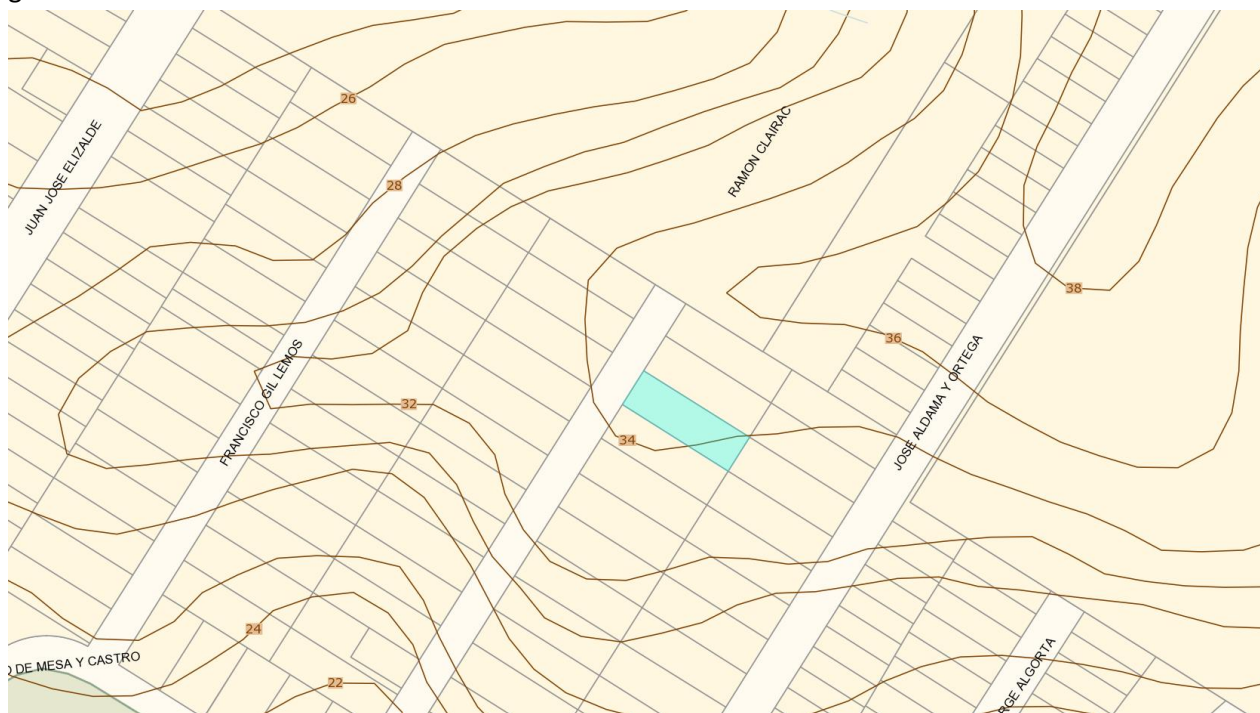 26
JUAN JOSE ELIZALDE
RAMON CLAIRAC
28
38
36
FRANCISCO GIL LEMOS
JOSE ALDAMA Y ORTEGA
32
34
24
DE MESA Y CASTRO
22
RGE ALGORTA